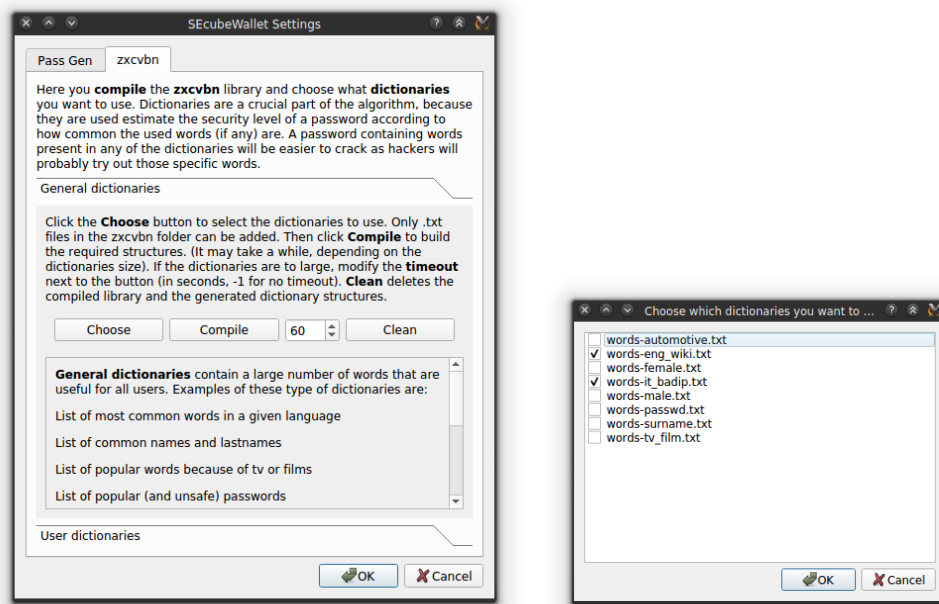 SEcubeWallet Settings
Pass Gen
zxcvbn
Here you compile the zxcvbn library and choose what dictionaries
you want to use. Dictionaries are a crucial part of the algorithm, because
they are used estimate the security level of a password according to
how common the used words (if any) are. A password containing words
present in any of the dictionaries will be easier to crack as hackers will
probably try out those specific words.
General dictionaries
Click the Choose button to select the dictionaries to use. Only .txt
files in the zxcvbn folder can be added. Then click Compile to build
the required structures. (It may take a while, depending on the
dictionaries size). If the dictionaries are to large, modify the timeout
next to the button (in seconds, -1 for no timeout). Clean deletes the
compiled library and the generated dictionary structures.
Choose
Compile
60
Clean
General dictionaries contain a large number of words that are
useful for all users. Examples of these type of dictionaries are:
List of most common words in a given language
List of common names and lastnames
List of popular words because of tv or films
List of popular (and unsafe) passwords
User dictionaries
OK
Cancel
Choose which dictionaries you want to ...
words-automotive.txt
words-eng_wiki.txt
words-female.txt
words-it_badip.txt
words-male.txt
words-passwd.txt
words-surname.txt
words-tv_film.txt
OK
Cancel